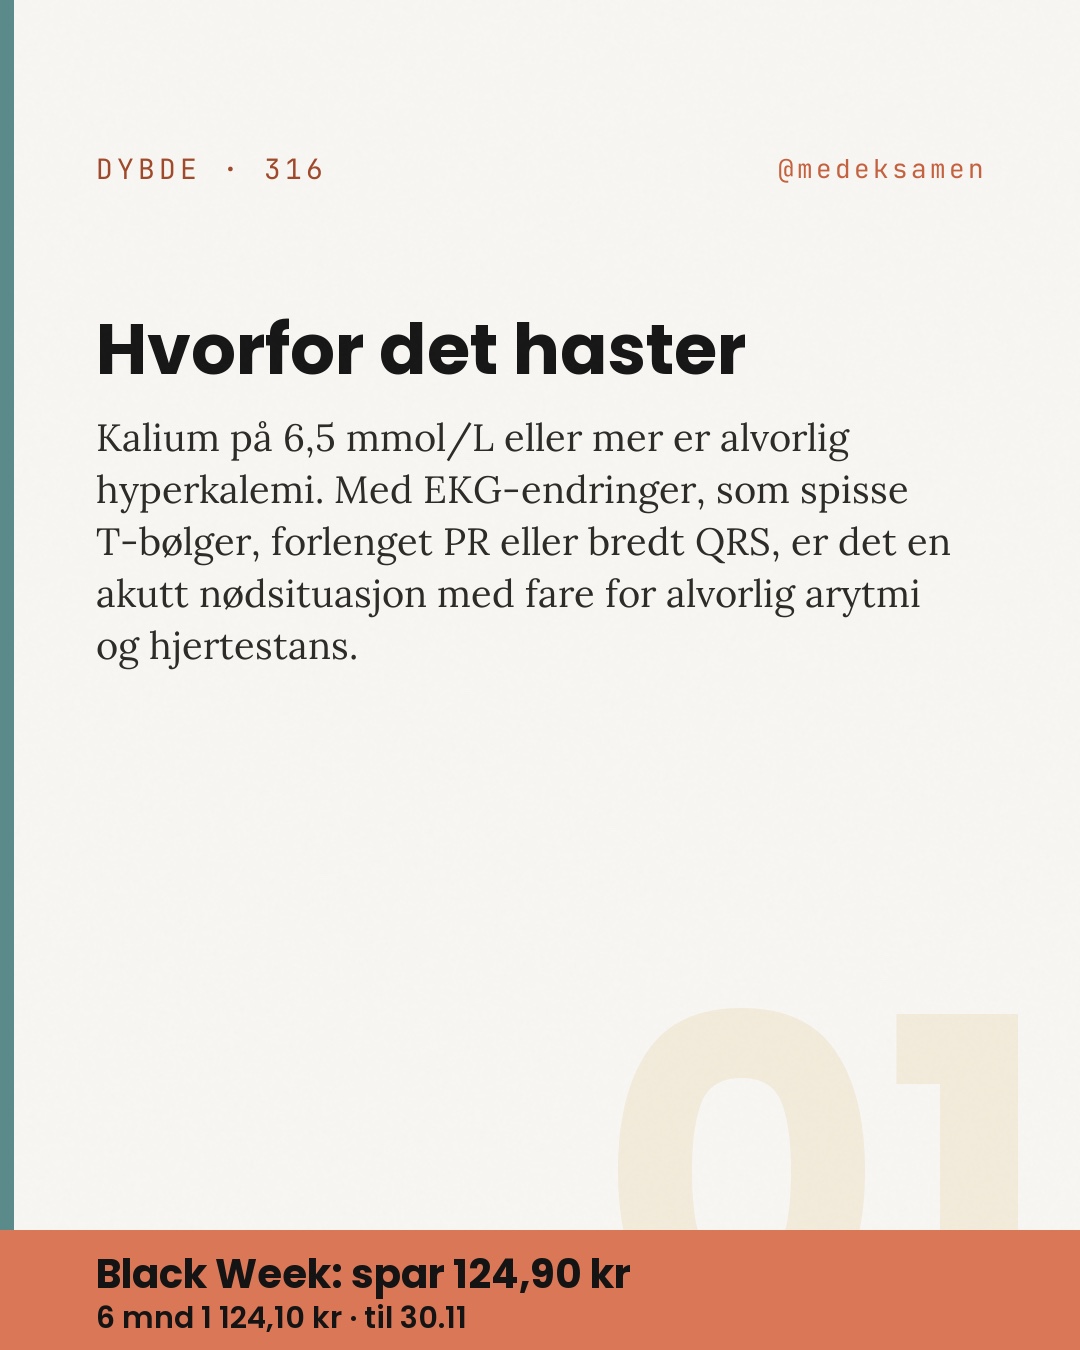 DYBDE · 316
@medeksamen
Hvorfor det haster
Kalium på 6,5 mmol/L eller mer er alvorlig
hyperkalemi. Med EKG-endringer, som spisse
T-bølger, forlenget PR eller bredt QRS, er det en
akutt nødsituasjon med fare for alvorlig arytmi
og hjertestans.
01
Black Week: spar 124,90 kr
6 mnd 1 124,10 kr · til 30.11